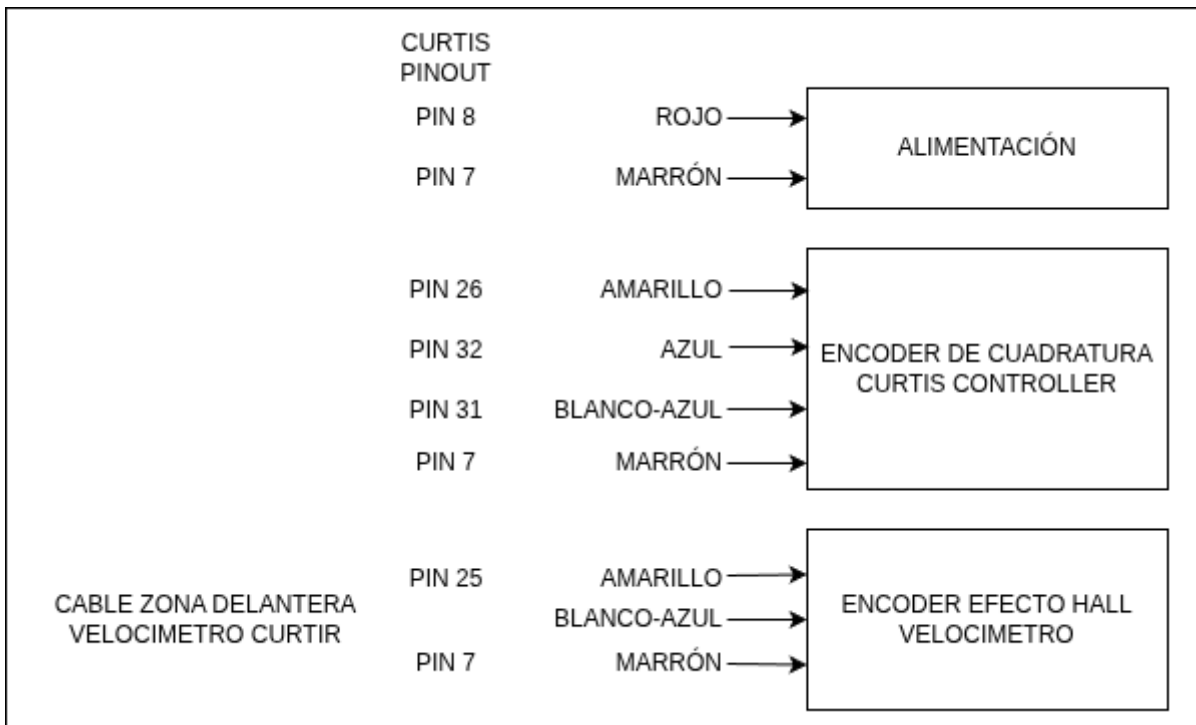 CURTIS
PINOUT
PIN 8 ROJO
ALIMENTACIÓN
PIN 7 MARRÓN
PIN 26 AMARILLO
PIN 32 AZUL
ENCODER DE CUADRATURA
CURTIS CONTROLLER
PIN 31 BLANCO-AZUL
PIN 7 MARRÓN
PIN 25 AMARILLO
CABLE ZONA DELANTERA
VELOCIMETRO CURTIR
BLANCO-AZUL
ENCODER EFECTO HALL
VELOCIMETRO
PIN 7 MARRÓN